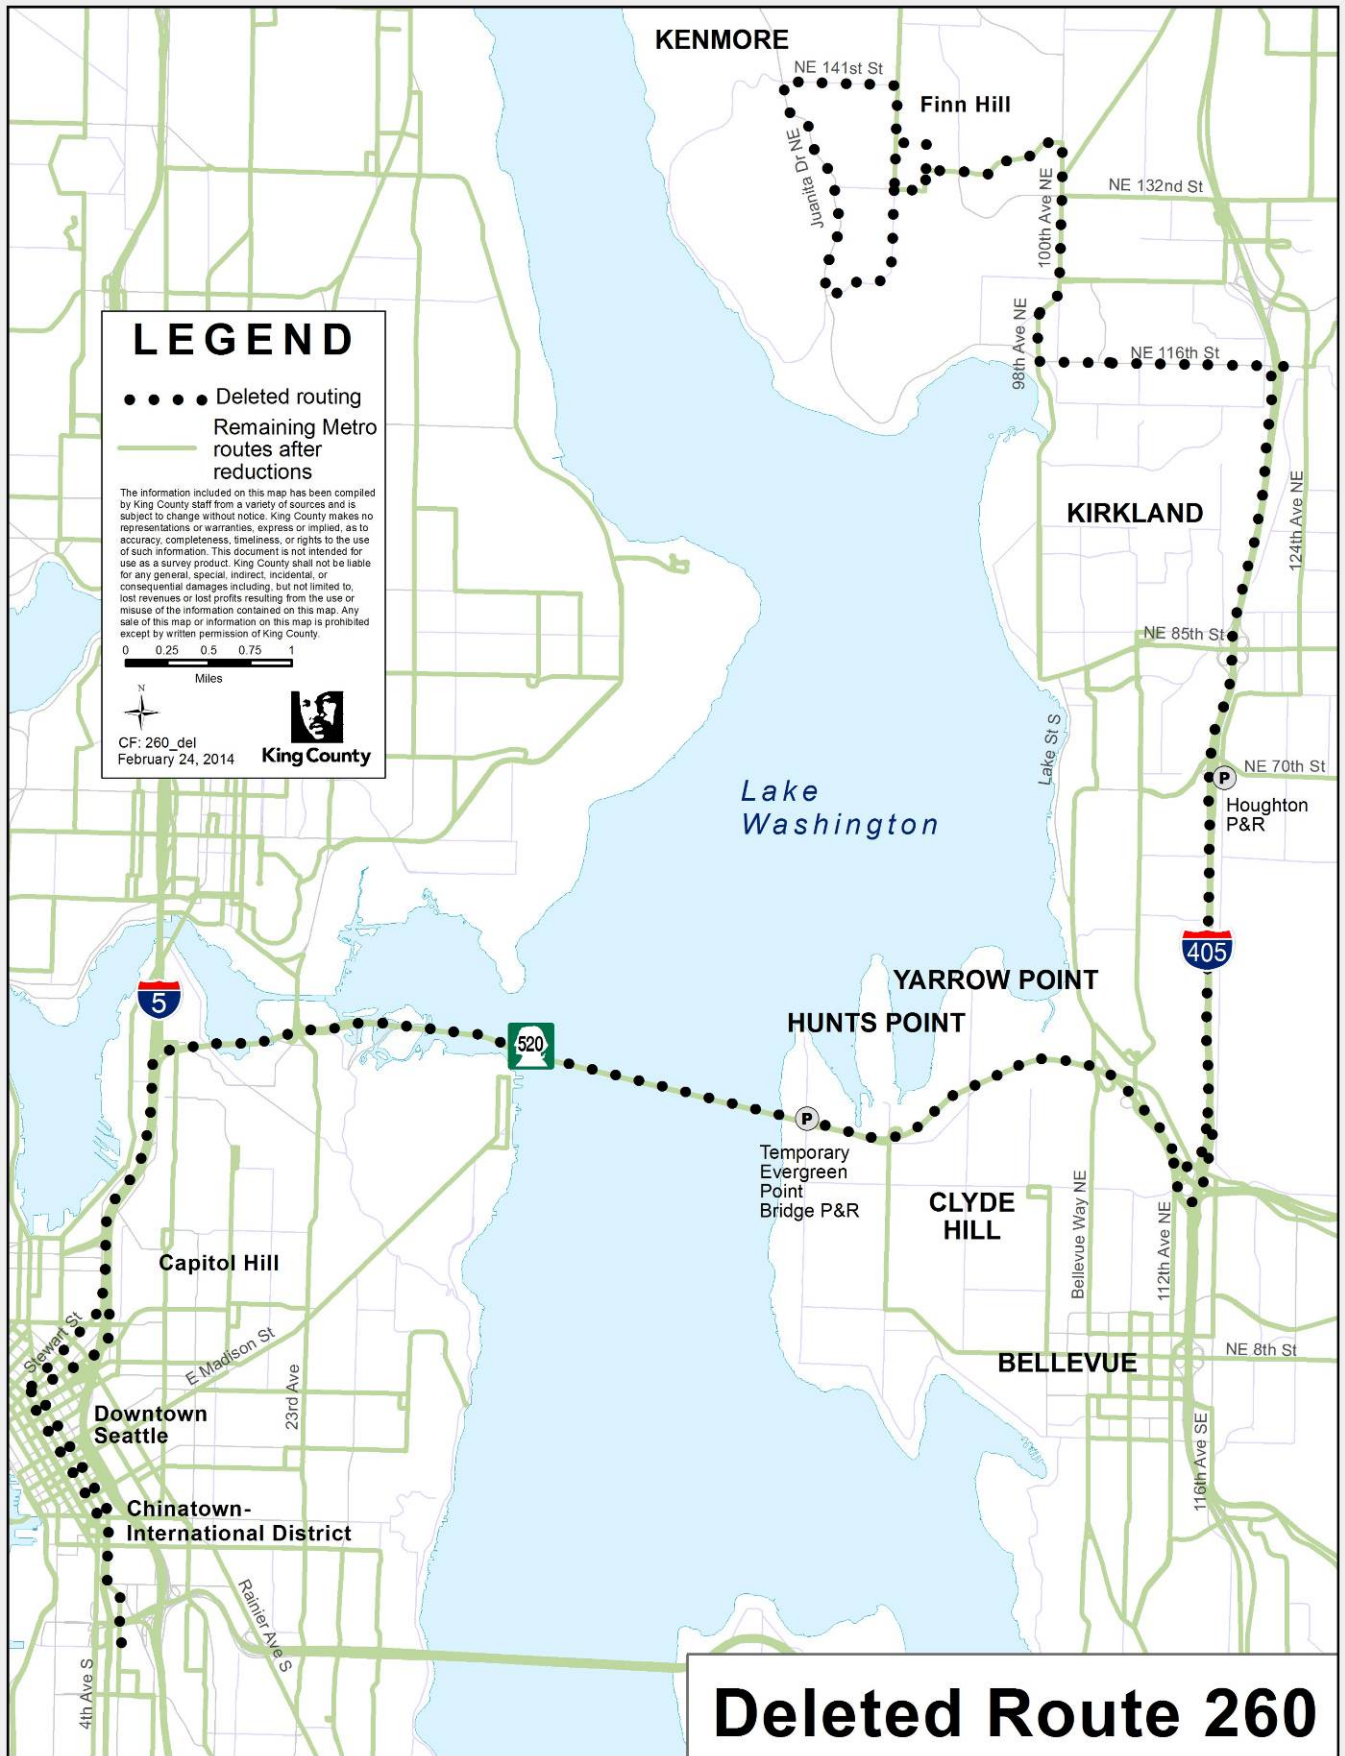 KENMORE
NE 141st St
Finn Hill
Juanita Dr NE
100th Ave NE
NE 132nd St
98th Ave NE
NE 116th St
LEGEND
Deleted routing
Remaining Metro
routes after
reductions
The information included on this map has been compiled
by King County staff from a variety of sources and is
subject to change without notice. King County makes no
representations or warranties, express or implied, as to
accuracy, completeness, timeliness, or rights to the use
of such information. This document is not intended for
use as a survey product. King County shall not be liable
for any general, special, indirect, incidental, or
consequential damages including, but not limited to,
lost revenues or lost profits resulting from the use or
misuse of the information contained on this map. Any
sale of this map or information on this map is prohibited
except by written permission of King County.
0 0.25 0.5 0.75 1
Miles
N
CF: 260_del
February 24, 2014
King County
KIRKLAND
124th Ave NE
NE 85th St
Lake St S
NE 70th St
P
Houghton
P&R
Lake
Washington
405
YARROW POINT
HUNTS POINT
5
520
P
Temporary
Evergreen
Point
Bridge P&R
CLYDE
HILL
Bellevue Way NE
112th Ave NE
Capitol Hill
Stewart St
E Madison St
23rd Ave
BELLEVUE
NE 8th St
Downtown
Seattle
116th Ave SE
Chinatown-
International District
Rainier Ave S
4th Ave S
Deleted Route 260